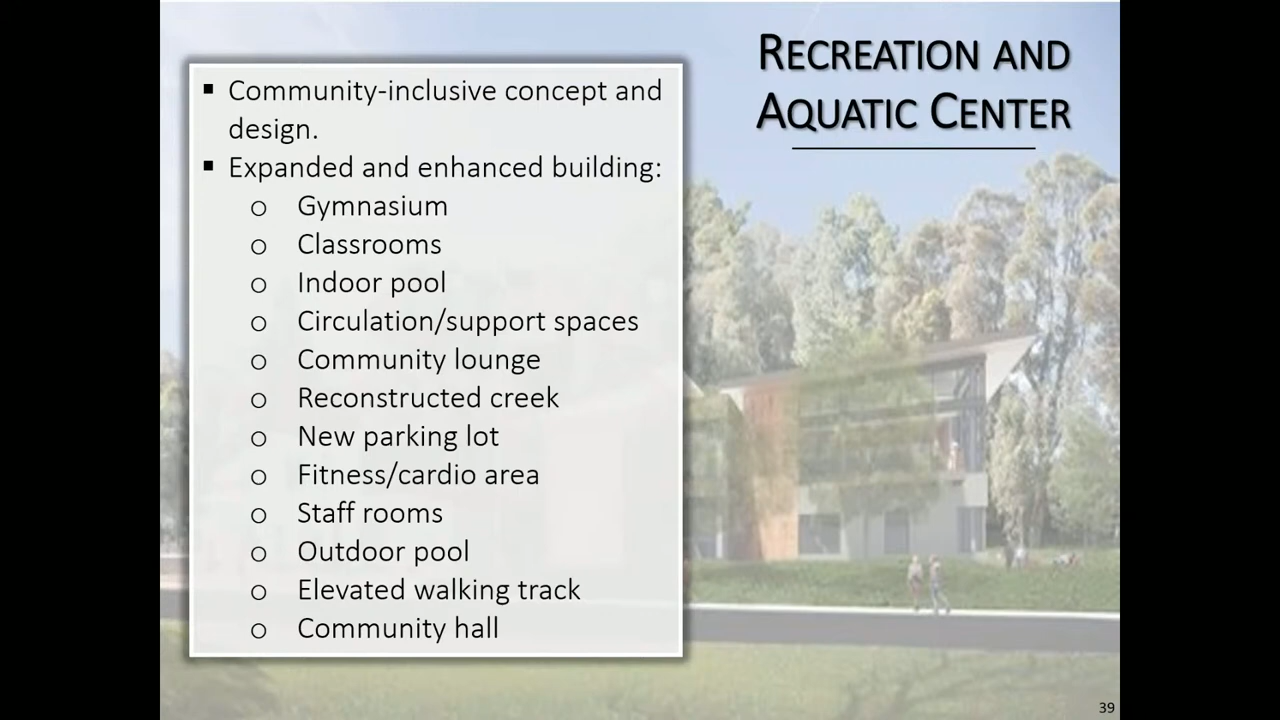 RECREATION AND
AQUATIC CENTER
▪ Community-inclusive concept and
design.
▪ Expanded and enhanced building:
o Gymnasium
o Classrooms
o Indoor pool
o Circulation/support spaces
o Community lounge
o Reconstructed creek
o New parking lot
o Fitness/cardio area
o Staff rooms
o Outdoor pool
o Elevated walking track
o Community hall
39